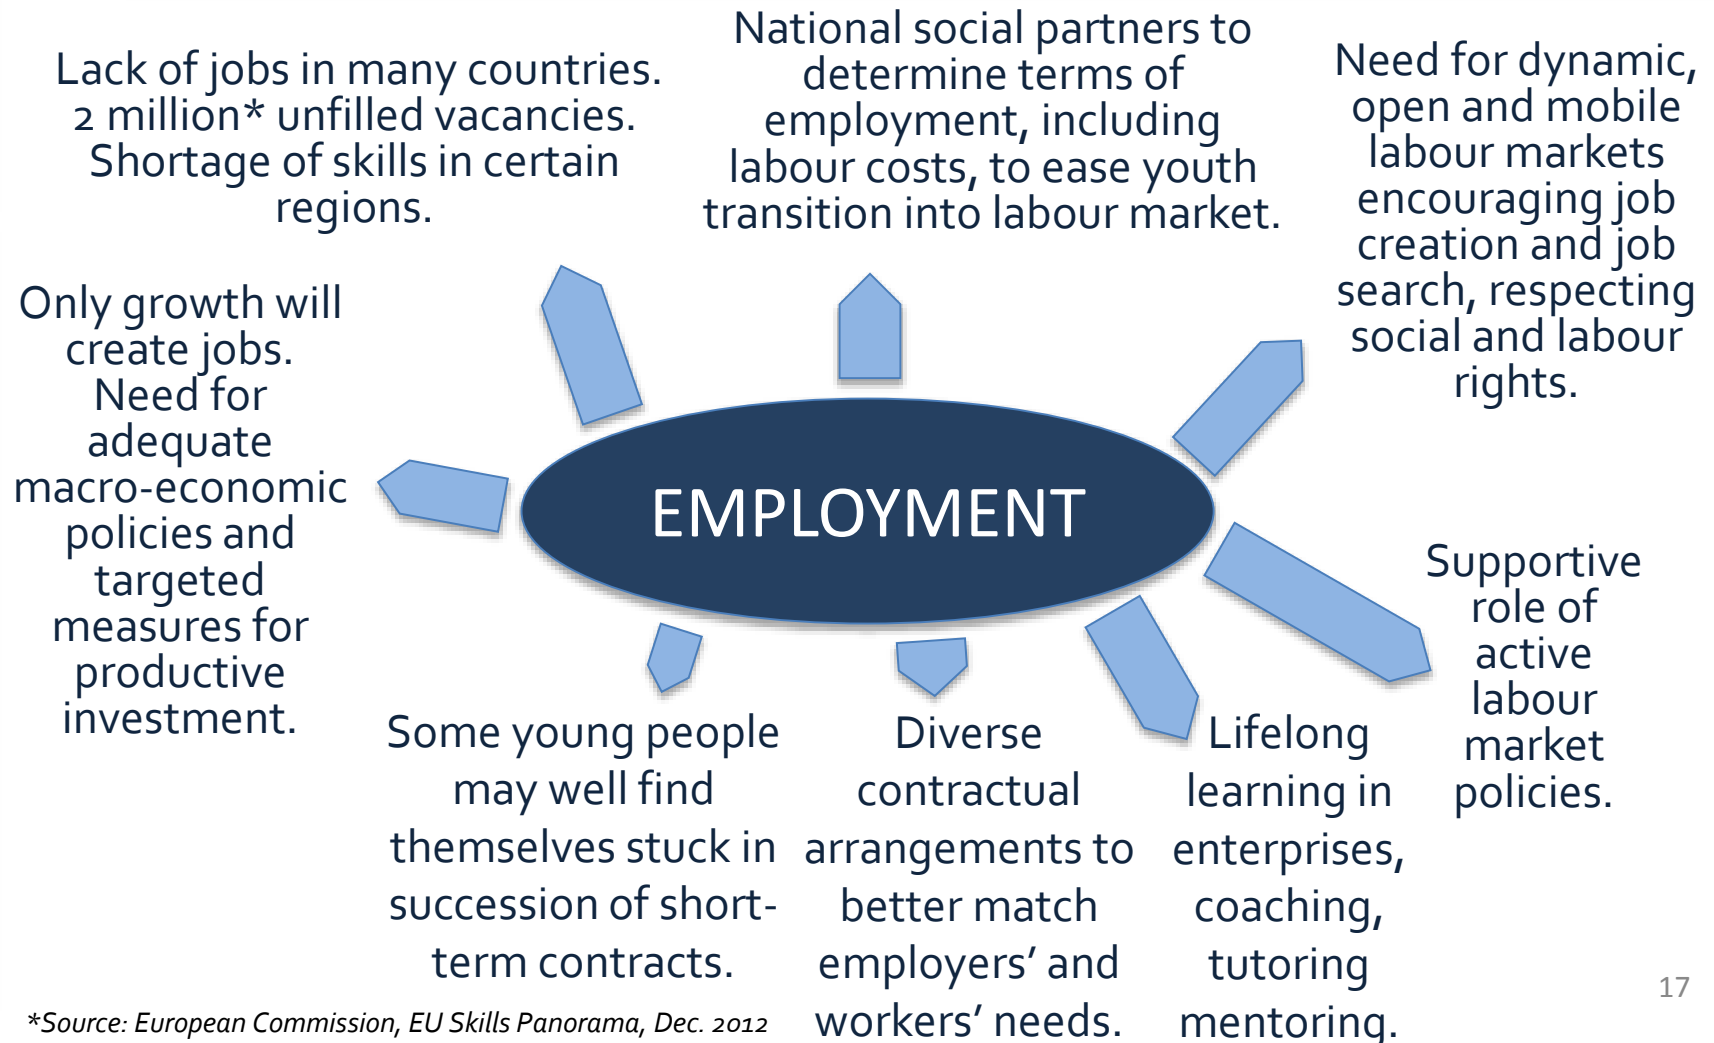 Lack of jobs in many countries.
2 million* unfilled vacancies.
Shortage of skills in certain
regions.
National social partners to
determine terms of
employment, including
labour costs, to ease youth
transition into labour market.
Need for dynamic,
open and mobile
labour markets
encouraging job
creation and job
search, respecting
social and labour
rights.
Only growth will
create jobs.
Need for
adequate
macro-economic
policies and
targeted
measures for
productive
investment.
EMPLOYMENT
Supportive
role of
active
labour
market
policies.
Some young people
may well find
themselves stuck in
succession of short-
term contracts.
Diverse
contractual
arrangements to
better match
employers’ and
workers’ needs.
Lifelong
learning in
enterprises,
coaching,
tutoring
mentoring.
17
*Source: European Commission, EU Skills Panorama, Dec. 2012